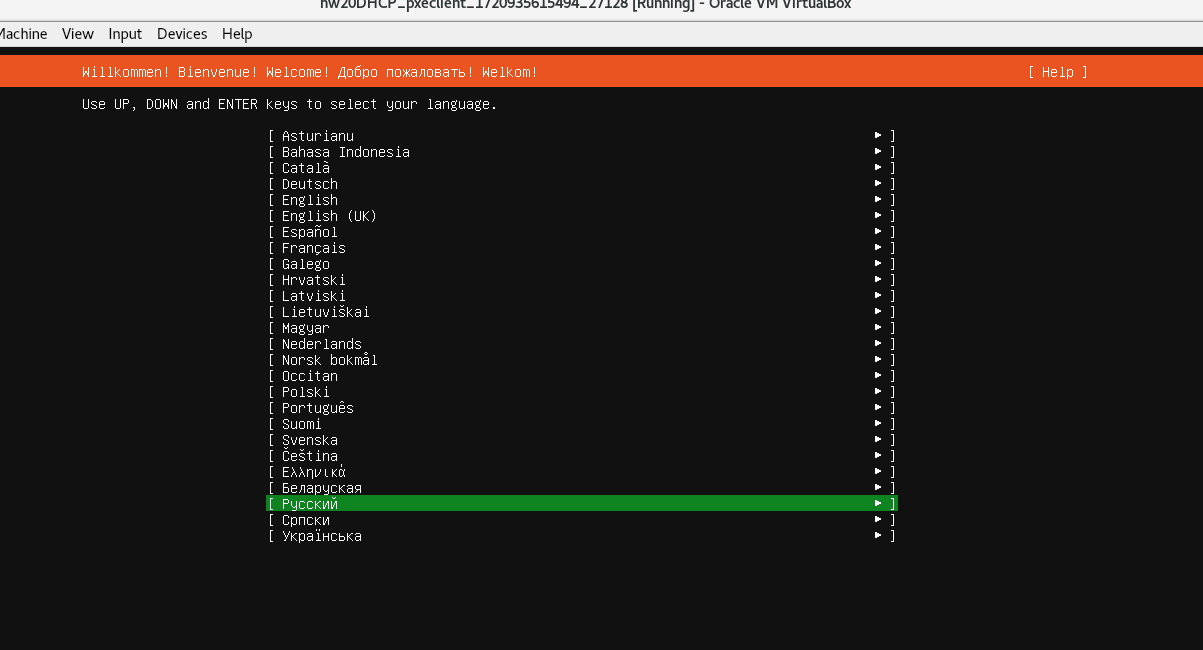 hw20DHCP_pxeclient_1720935615494_27128 [Running] - Oracle VM VirtualBox
Machine View Input Devices Help
Willkommen! Bienvenue! Welcome! Добро пожаловать! Welkom! [ Help ]
Use UP, DOWN and ENTER keys to select your language.
[ Asturianu ▸ ]
[ Bahasa Indonesia ▸ ]
[ Català ▸ ]
[ Deutsch ▸ ]
[ English ▸ ]
[ English (UK) ▸ ]
[ Español ▸ ]
[ Français ▸ ]
[ Galego ▸ ]
[ Hrvatski ▸ ]
[ Latviski ▸ ]
[ Lietuviškai ▸ ]
[ Magyar ▸ ]
[ Nederlands ▸ ]
[ Norsk bokmål ▸ ]
[ Occitan ▸ ]
[ Polski ▸ ]
[ Português ▸ ]
[ Suomi ▸ ]
[ Svenska ▸ ]
[ Čeština ▸ ]
[ Ελληνικά ▸ ]
[ Беларуская ▸ ]
[ Русский ▸ ]
[ Српски ▸ ]
[ Українська ▸ ]